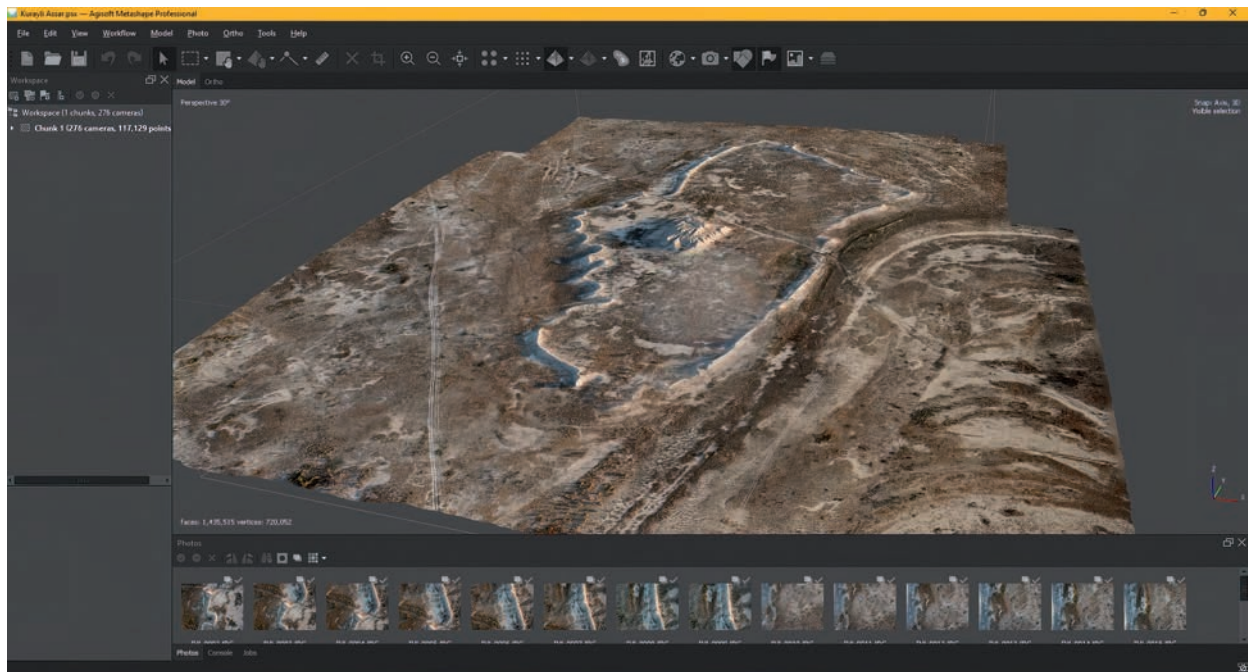 Kurayli Assar.psx — Agisoft Metashape Professional
File Edit View Workflow Model Photo Ortho Tools Help
Workspace
Model Ortho
Workspace (1 chunks, 276 cameras)
Chunk 1 (276 cameras, 117,129 points
Perspective 30°
Snap: Axis, 3D
Visible selection
Z
Y
X
faces: 1,435,515 vertices: 720,052
Photos
Photos Console Jobs